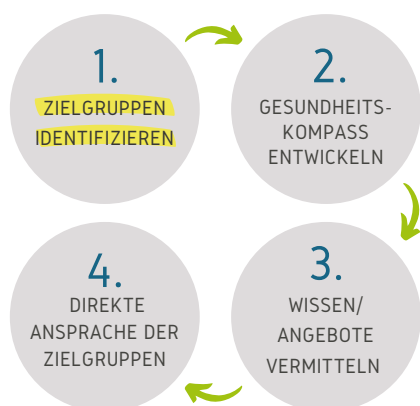 1.
ZIELGRUPPEN
IDENTIFIZIEREN
2.
GESUNDHEITS-
KOMPASS
ENTWICKELN
3.
WISSEN/
ANGEBOTE
VERMITTELN
4.
DIREKTE
ANSPRACHE DER
ZIELGRUPPEN